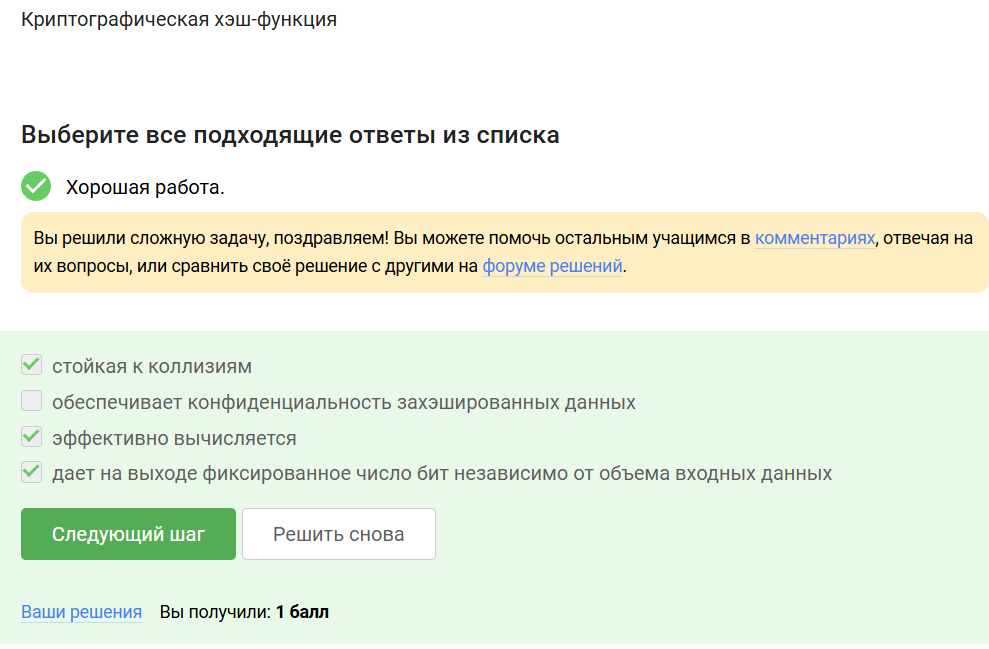 Криптографическая хэш-функция
Выберите все подходящие ответы из списка
Хорошая работа.
Вы решили сложную задачу, поздравляем! Вы можете помочь остальным учащимся в комментариях, отвечая на
их вопросы, или сравнить своё решение с другими на форуме решений.
стойкая к коллизиям
обеспечивает конфиденциальность захэшированных данных
эффективно вычисляется
дает на выходе фиксированное число бит независимо от объема входных данных
Следующий шаг Решить снова
Ваши решения Вы получили: 1 балл